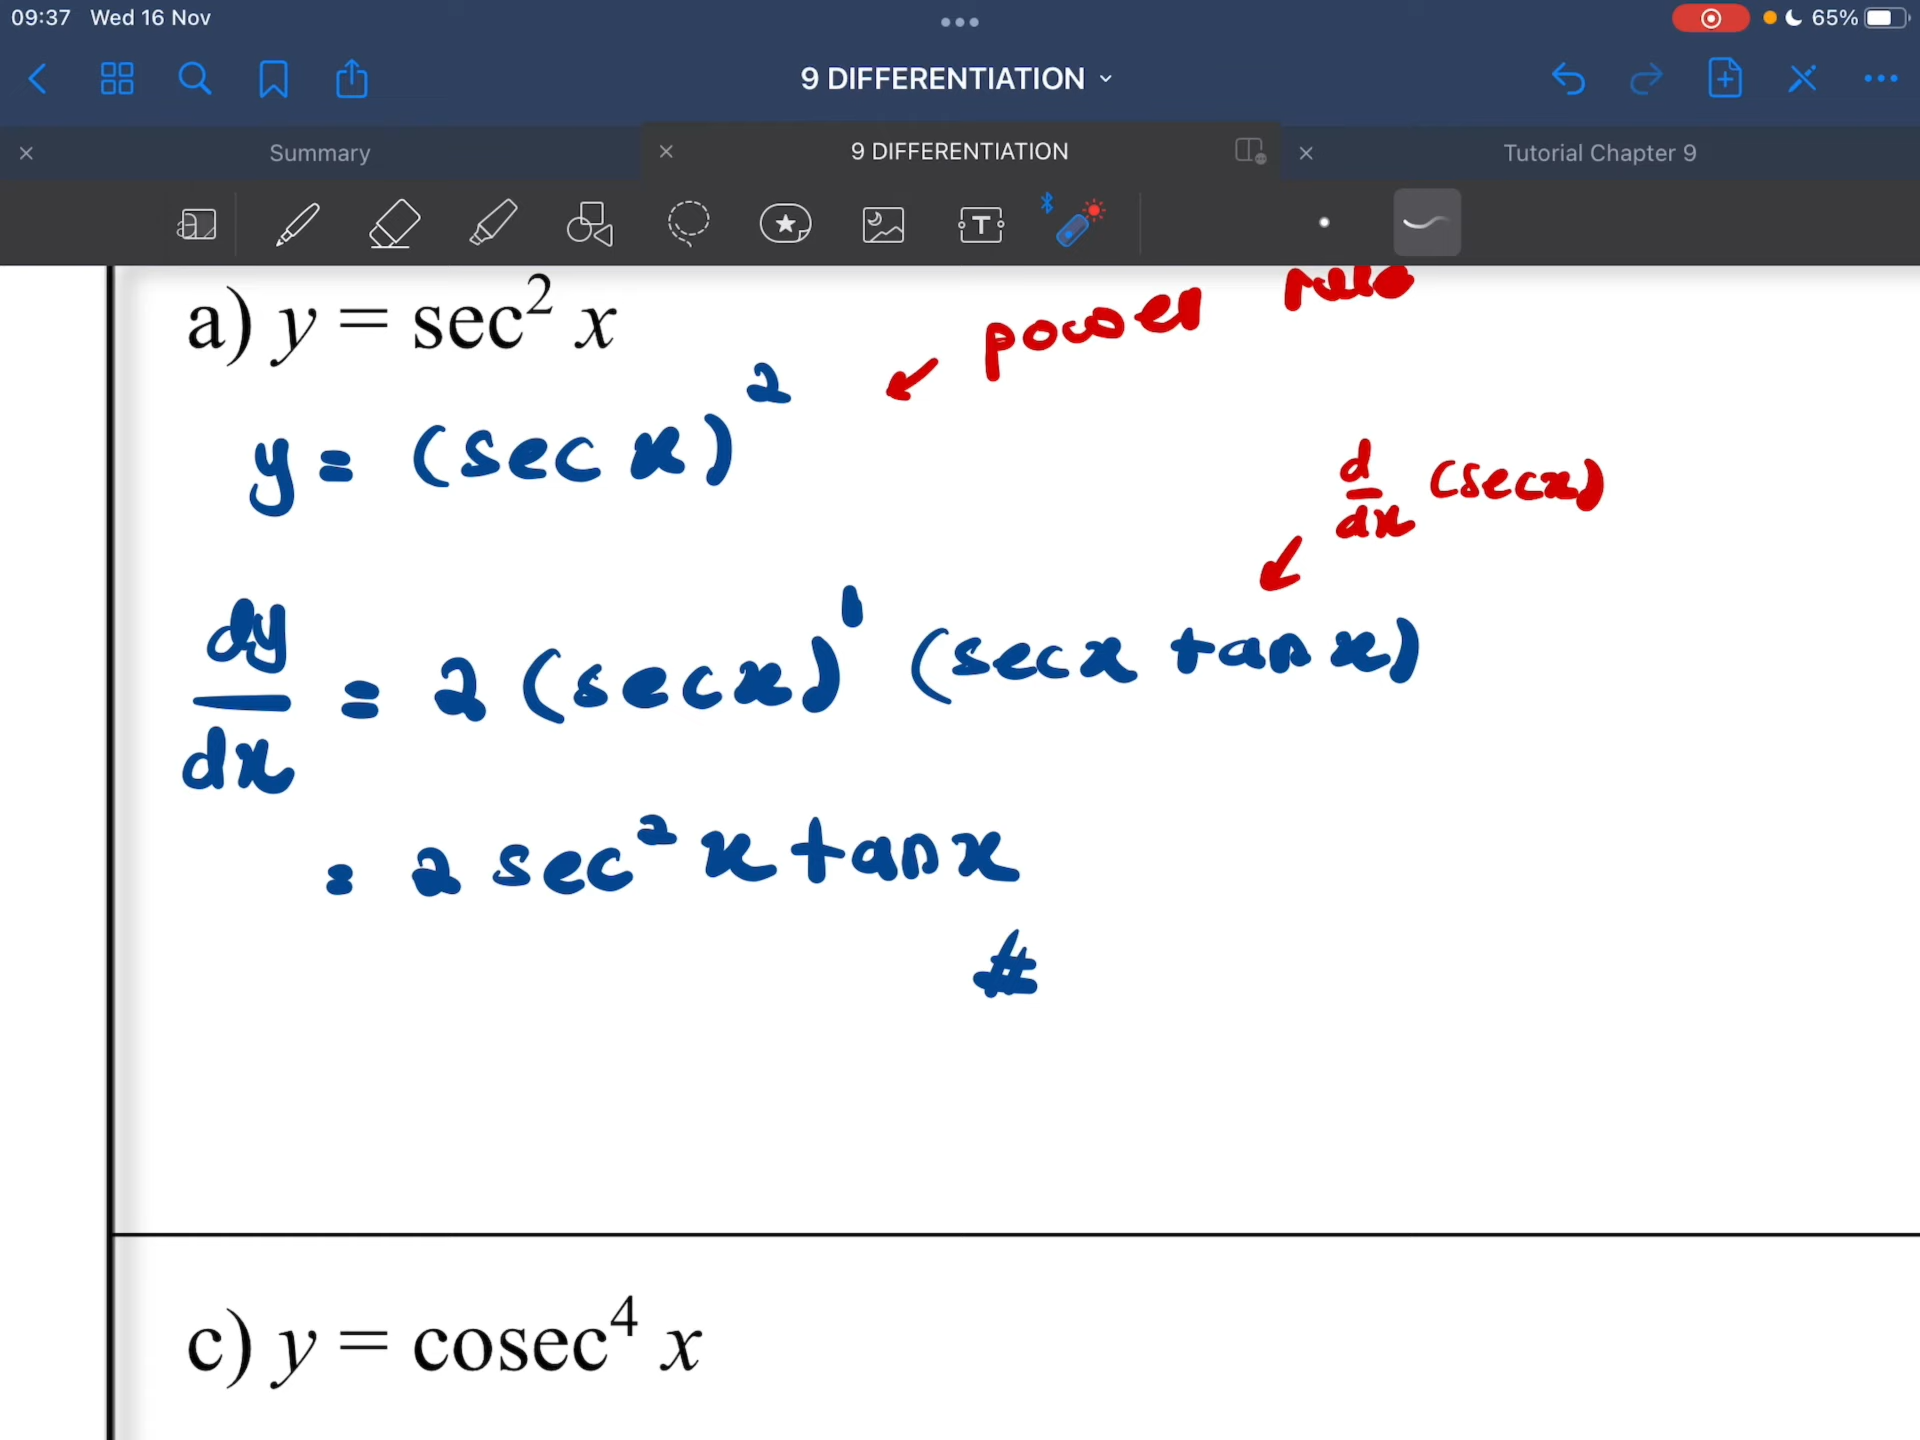 09:37 Wed 16 Nov
65%
9 DIFFERENTIATION
Summary
9 DIFFERENTIATION
Tutorial Chapter 9
a) y = sec² x
power rule
y = (sec x)²
d/dx (sec x)
dy/dx = 2 (sec x)¹ (sec x tan x)
= 2 sec² x tan x
#
c) y = cosec⁴ x